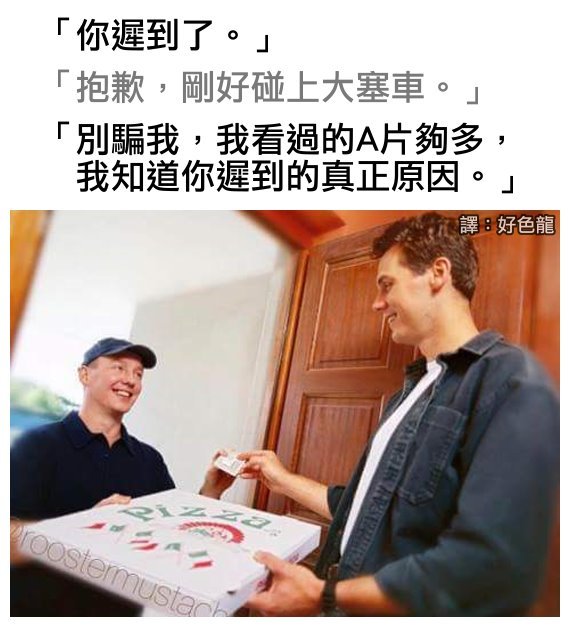 「你遲到了。」
「抱歉，剛好碰上大塞車。」
「別騙我，我看過的A片夠多，
我知道你遲到的真正原因。」
譯：好色龍
pizza
@roostermustach